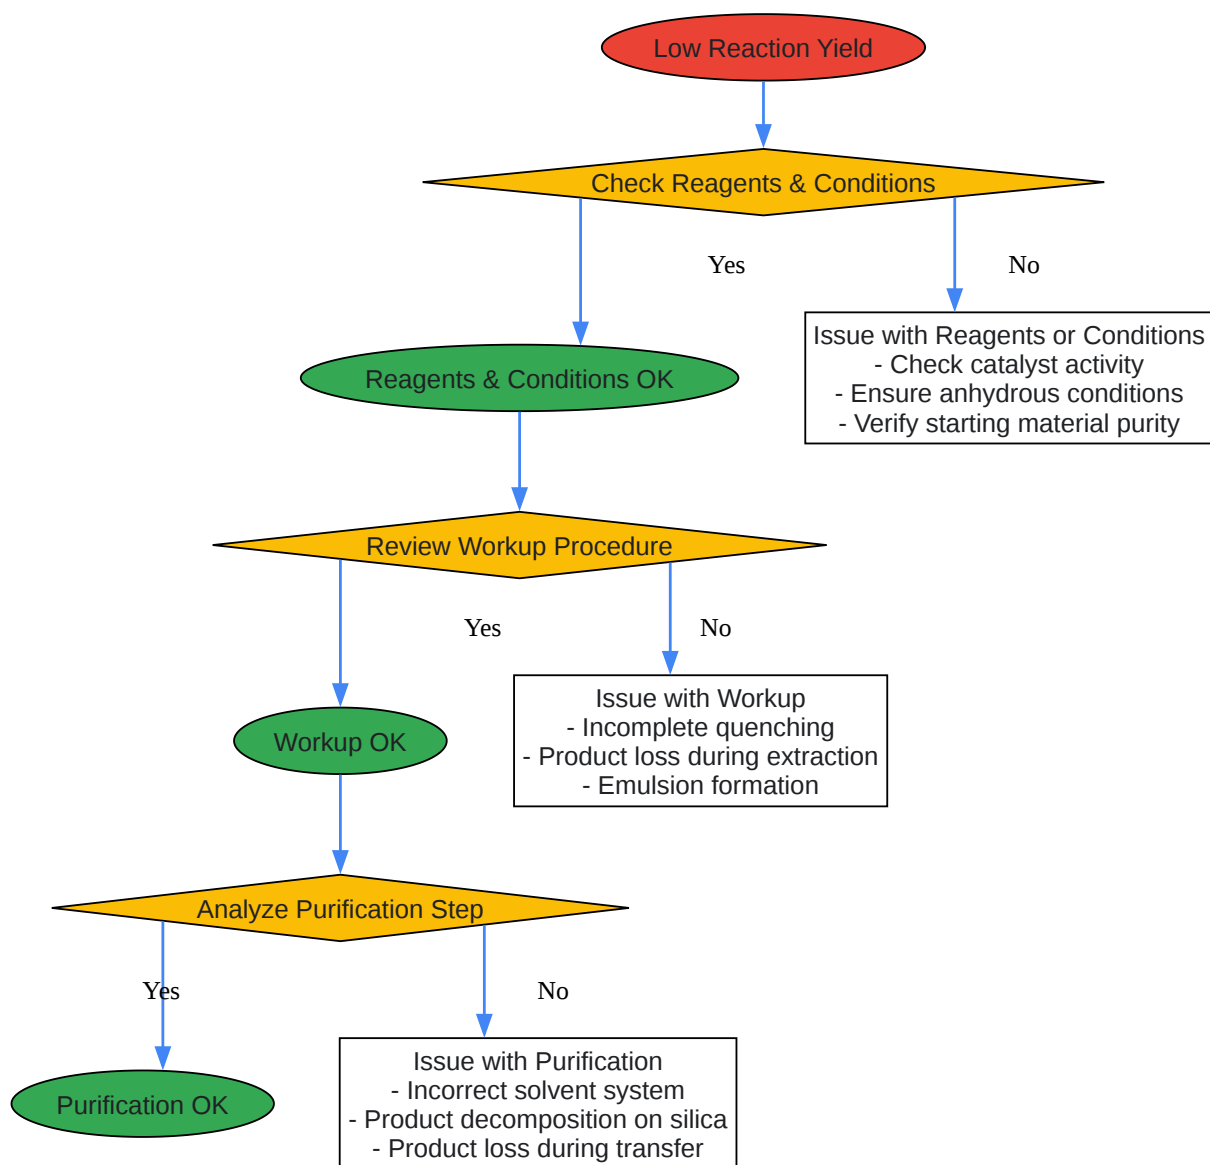 Low Reaction Yield
Check Reagents & Conditions
Yes
No
Issue with Reagents or Conditions
- Check catalyst activity
- Ensure anhydrous conditions
- Verify starting material purity
Reagents & Conditions OK
Review Workup Procedure
Yes
No
Issue with Workup
- Incomplete quenching
- Product loss during extraction
- Emulsion formation
Workup OK
Analyze Purification Step
Yes
No
Issue with Purification
- Incorrect solvent system
- Product decomposition on silica
- Product loss during transfer
Purification OK